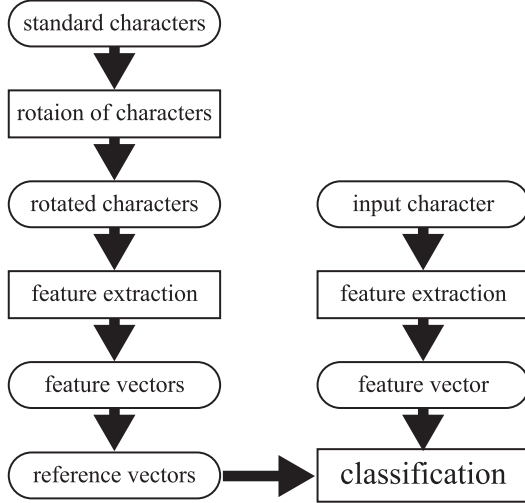 standard characters
rotaion of characters
rotated characters
feature extraction
feature vectors
reference vectors
input character
feature extraction
feature vector
classification